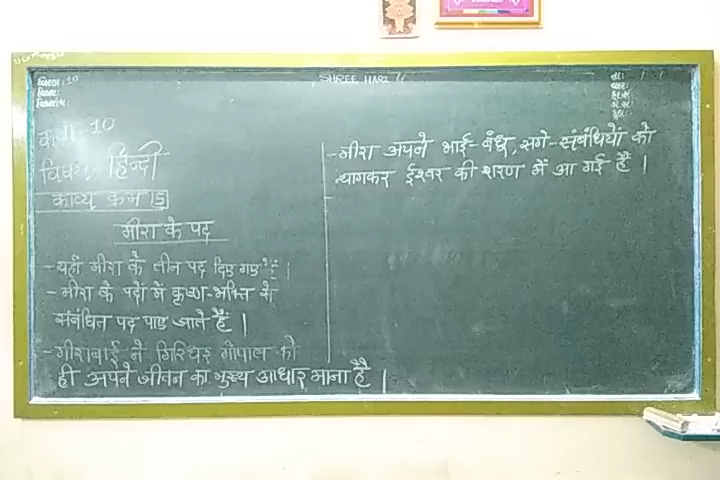 SHREE HARI
कक्षा-10
विषय-हिन्दी
काव्य क्रम 15
मीरा के पद
-यहाँ मीरा के तीन पद दिए गए हैं।
-मीरा के पदों में कृष्ण-भक्ति से
संबंधित पद पाए जाते हैं।
-मीराबाई ने गिरिधर गोपाल को
ही अपने जीवन का मुख्य आधार माना है।
-मीरा अपने भाई-बंधु, सगे-संबंधियों को
त्यागकर ईश्वर की शरण में आ गई है।